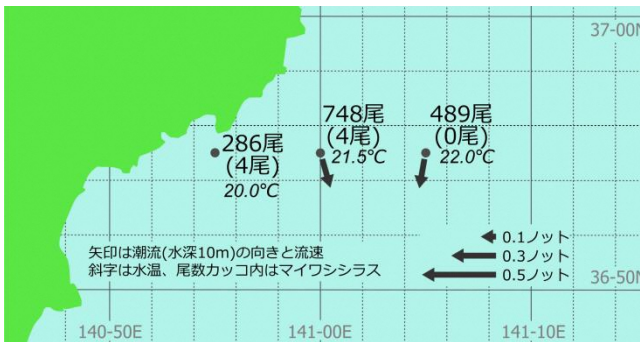 37-00N
748尾
(4尾)
21.5℃
489尾
(0尾)
22.0℃
286尾
(4尾)
20.0℃
矢印は潮流(水深10m)の向きと流速
斜字は水温、尾数カッコ内はマイワシシラス
0.1ノット
0.3ノット
0.5ノット
36-50N
140-50E
141-00E
141-10E